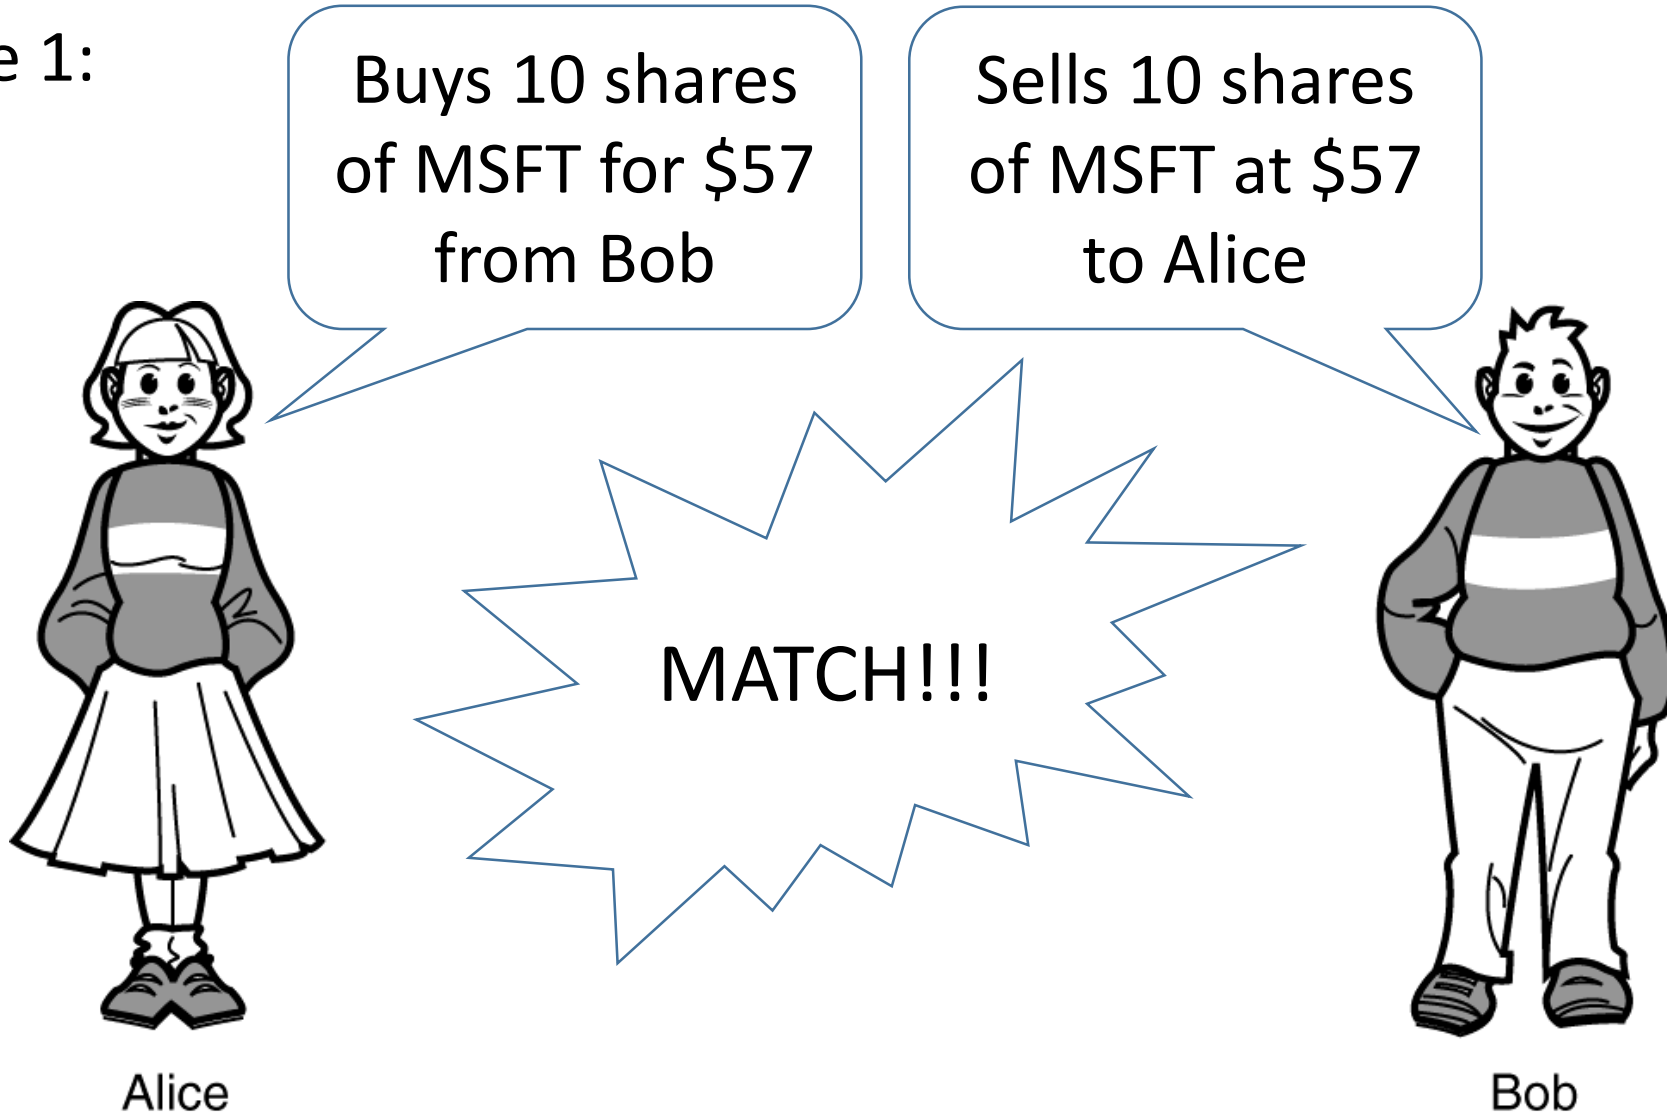 e 1:
Buys 10 shares
of MSFT for $57
from Bob
Sells 10 shares
of MSFT at $57
to Alice
MATCH!!!
Alice
Bob